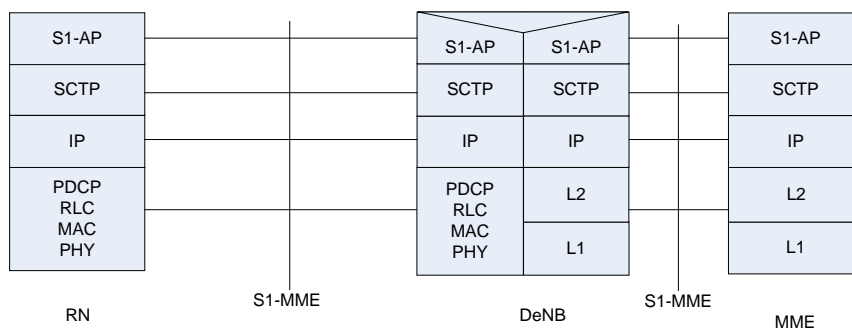 S1-AP
S1-AP
S1-AP
S1-AP
SCTP
SCTP
SCTP
SCTP
IP
IP
IP
IP
PDCP
RLC
MAC
PHY
PDCP
RLC
MAC
PHY
L2
L1
L2
L1
RN
S1-MME
DeNB
S1-MME
MME